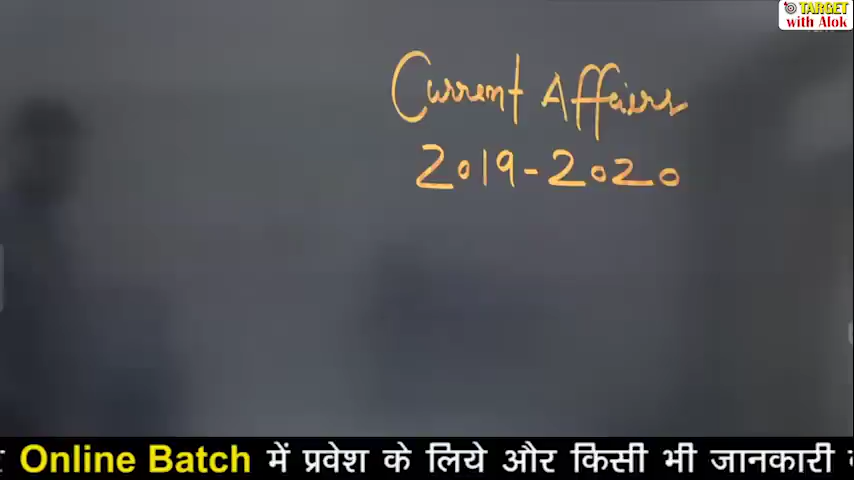 TARGET
with Alok
Current Affairs
2019-2020
Online Batch में प्रवेश के लिये और किसी भी जानकारी